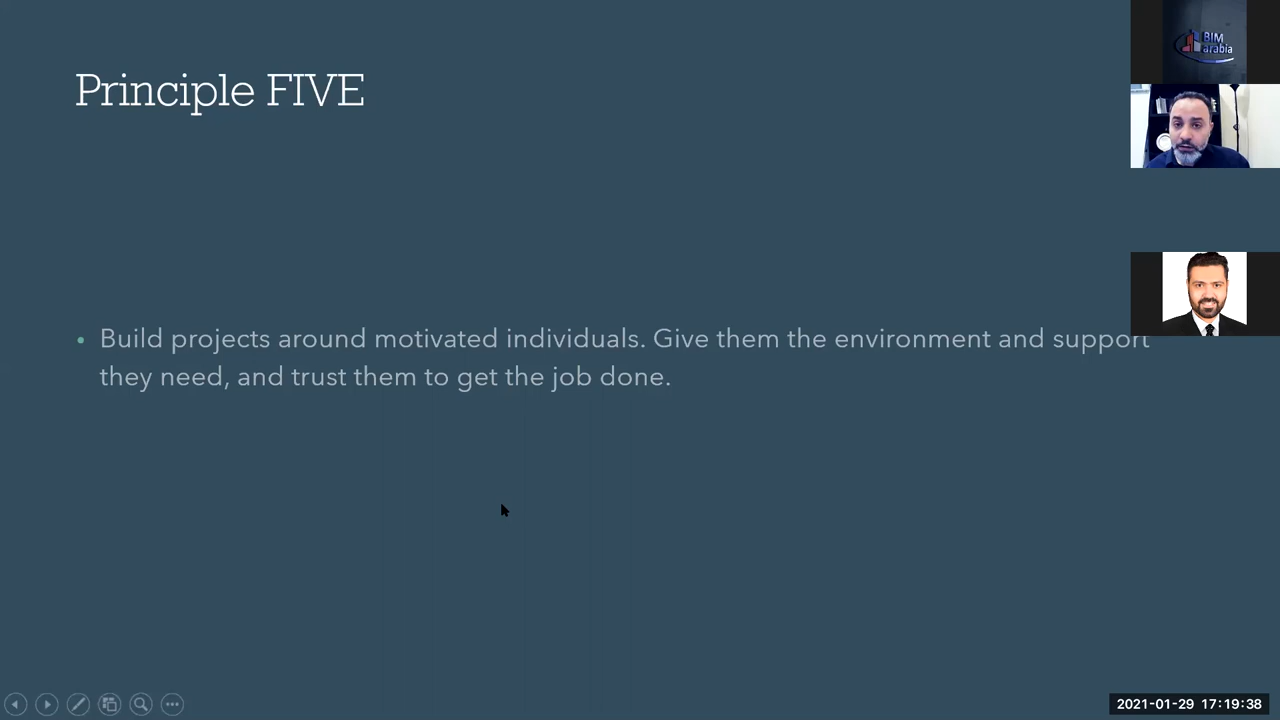 Principle FIVE
BIM
arabia
• Build projects around motivated individuals. Give them the environment and support
they need, and trust them to get the job done.
2021-01-29 17:19:38